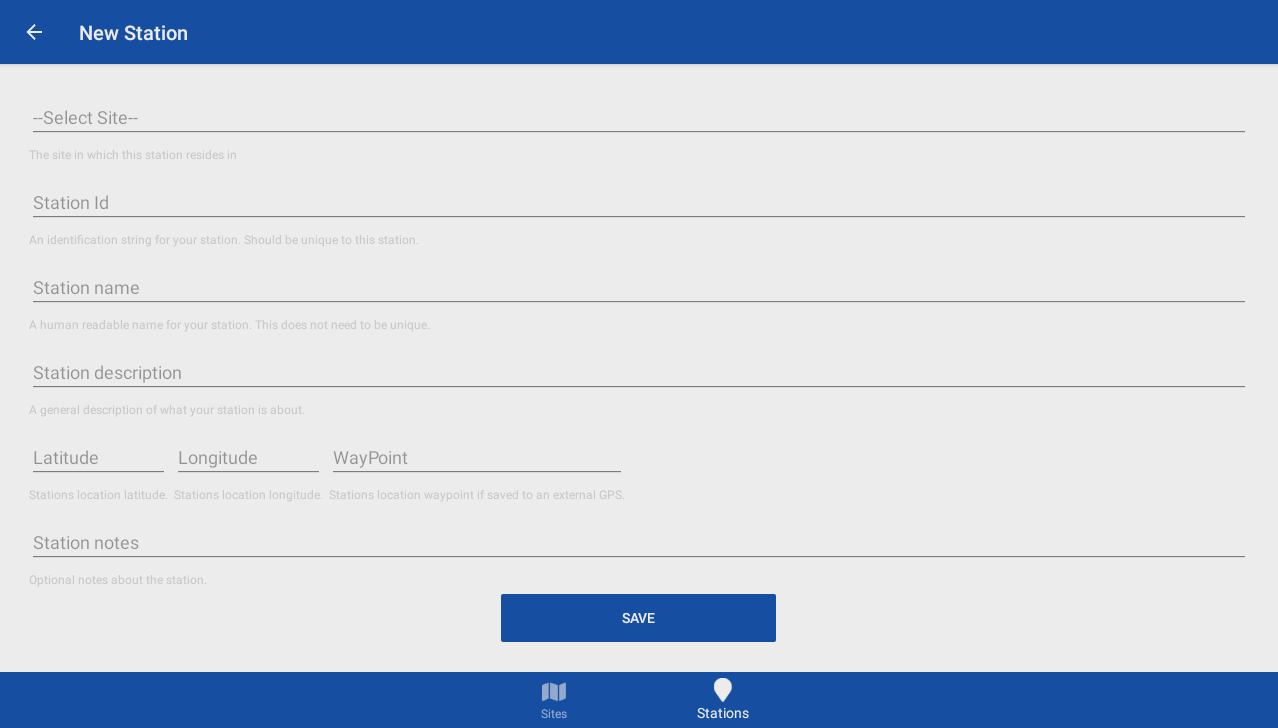 New Station
--Select Site--
The site in which this station resides in
Station Id
An identification string for your station. Should be unique to this station.
Station name
A human readable name for your station. This does not need to be unique.
Station description
A general description of what your station is about.
Latitude Longitude WayPoint
Stations location latitude. Stations location longitude. Stations location waypoint if saved to an external GPS.
Station notes
Optional notes about the station.
SAVE
Sites Stations